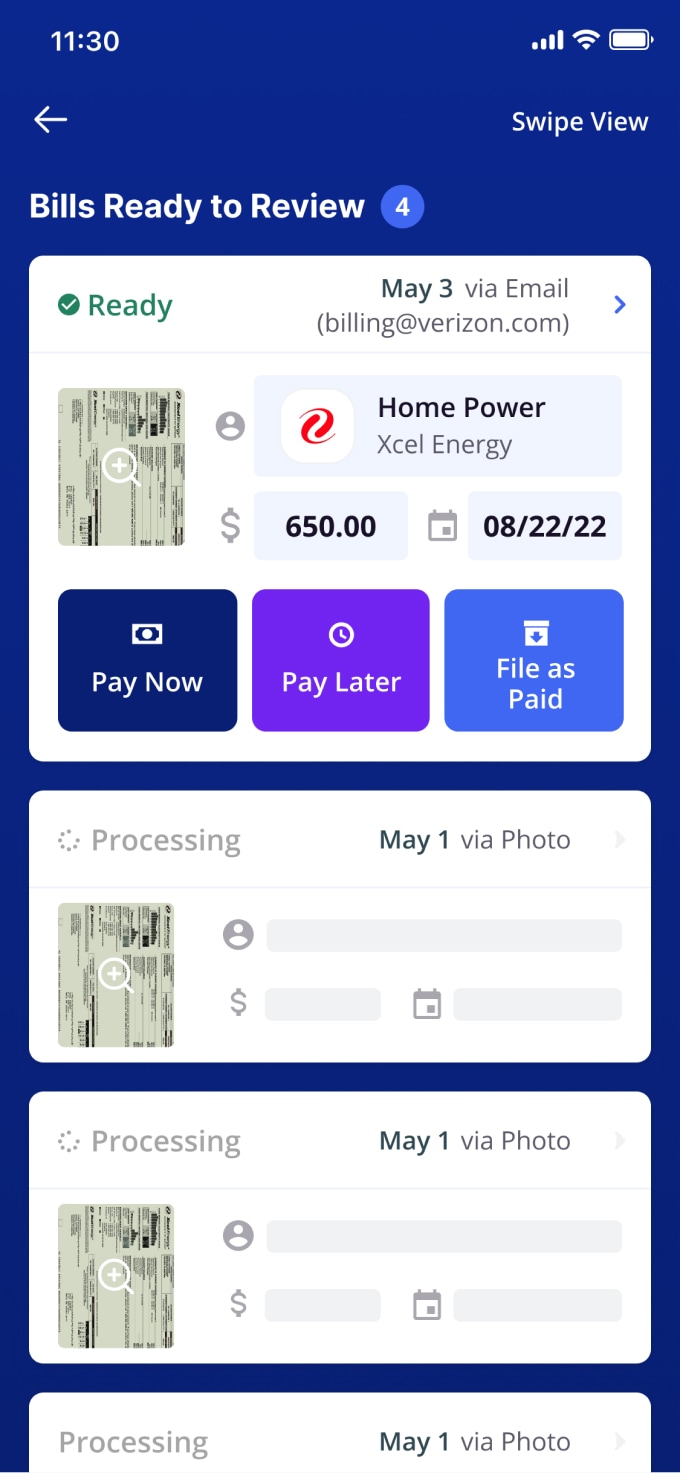 11:30
Swipe View
Bills Ready to Review 4
Ready
May 3 via Email
(billing@verizon.com)
Home Power
Xcel Energy
$ 650.00 08/22/22
Pay Now
Pay Later
File as
Paid
Processing May 1 via Photo
$
Processing May 1 via Photo
$
Processing May 1 via Photo